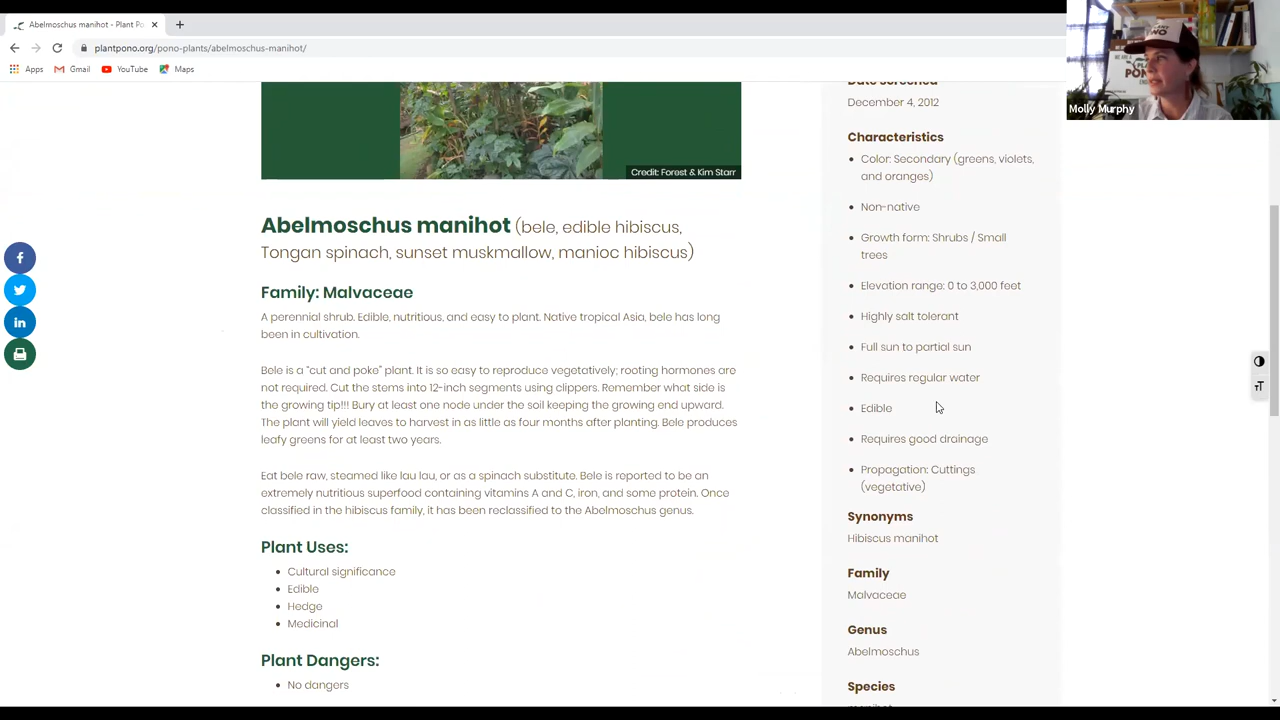 Abelmoschus manihot - Plant Po
plantpono.org/pono-plants/abelmoschus-manihot/
Apps Gmail YouTube Maps
Molly Murphy
Credit: Forest & Kim Starr
Abelmoschus manihot (bele, edible hibiscus,
Tongan spinach, sunset muskmallow, manioc hibiscus)
Family: Malvaceae
A perennial shrub. Edible, nutritious, and easy to plant. Native tropical Asia, bele has long
been in cultivation.
Bele is a “cut and poke” plant. It is so easy to reproduce vegetatively; rooting hormones are
not required. Cut the stems into 12-inch segments using clippers. Remember what side is
the growing tip!!! Bury at least one node under the soil keeping the growing end upward.
The plant will yield leaves to harvest in as little as four months after planting. Bele produces
leafy greens for at least two years.
Eat bele raw, steamed like lau lau, or as a spinach substitute. Bele is reported to be an
extremely nutritious superfood containing vitamins A and C, iron, and some protein. Once
classified in the hibiscus family, it has been reclassified to the Abelmoschus genus.
Plant Uses:
• Cultural significance
• Edible
• Hedge
• Medicinal
Plant Dangers:
• No dangers
Date Screened
December 4, 2012
Characteristics
• Color: Secondary (greens, violets,
and oranges)
• Non-native
• Growth form: Shrubs / Small
trees
• Elevation range: 0 to 3,000 feet
• Highly salt tolerant
• Full sun to partial sun
• Requires regular water
• Edible
• Requires good drainage
• Propagation: Cuttings
(vegetative)
Synonyms
Hibiscus manihot
Family
Malvaceae
Genus
Abelmoschus
Species
manihot